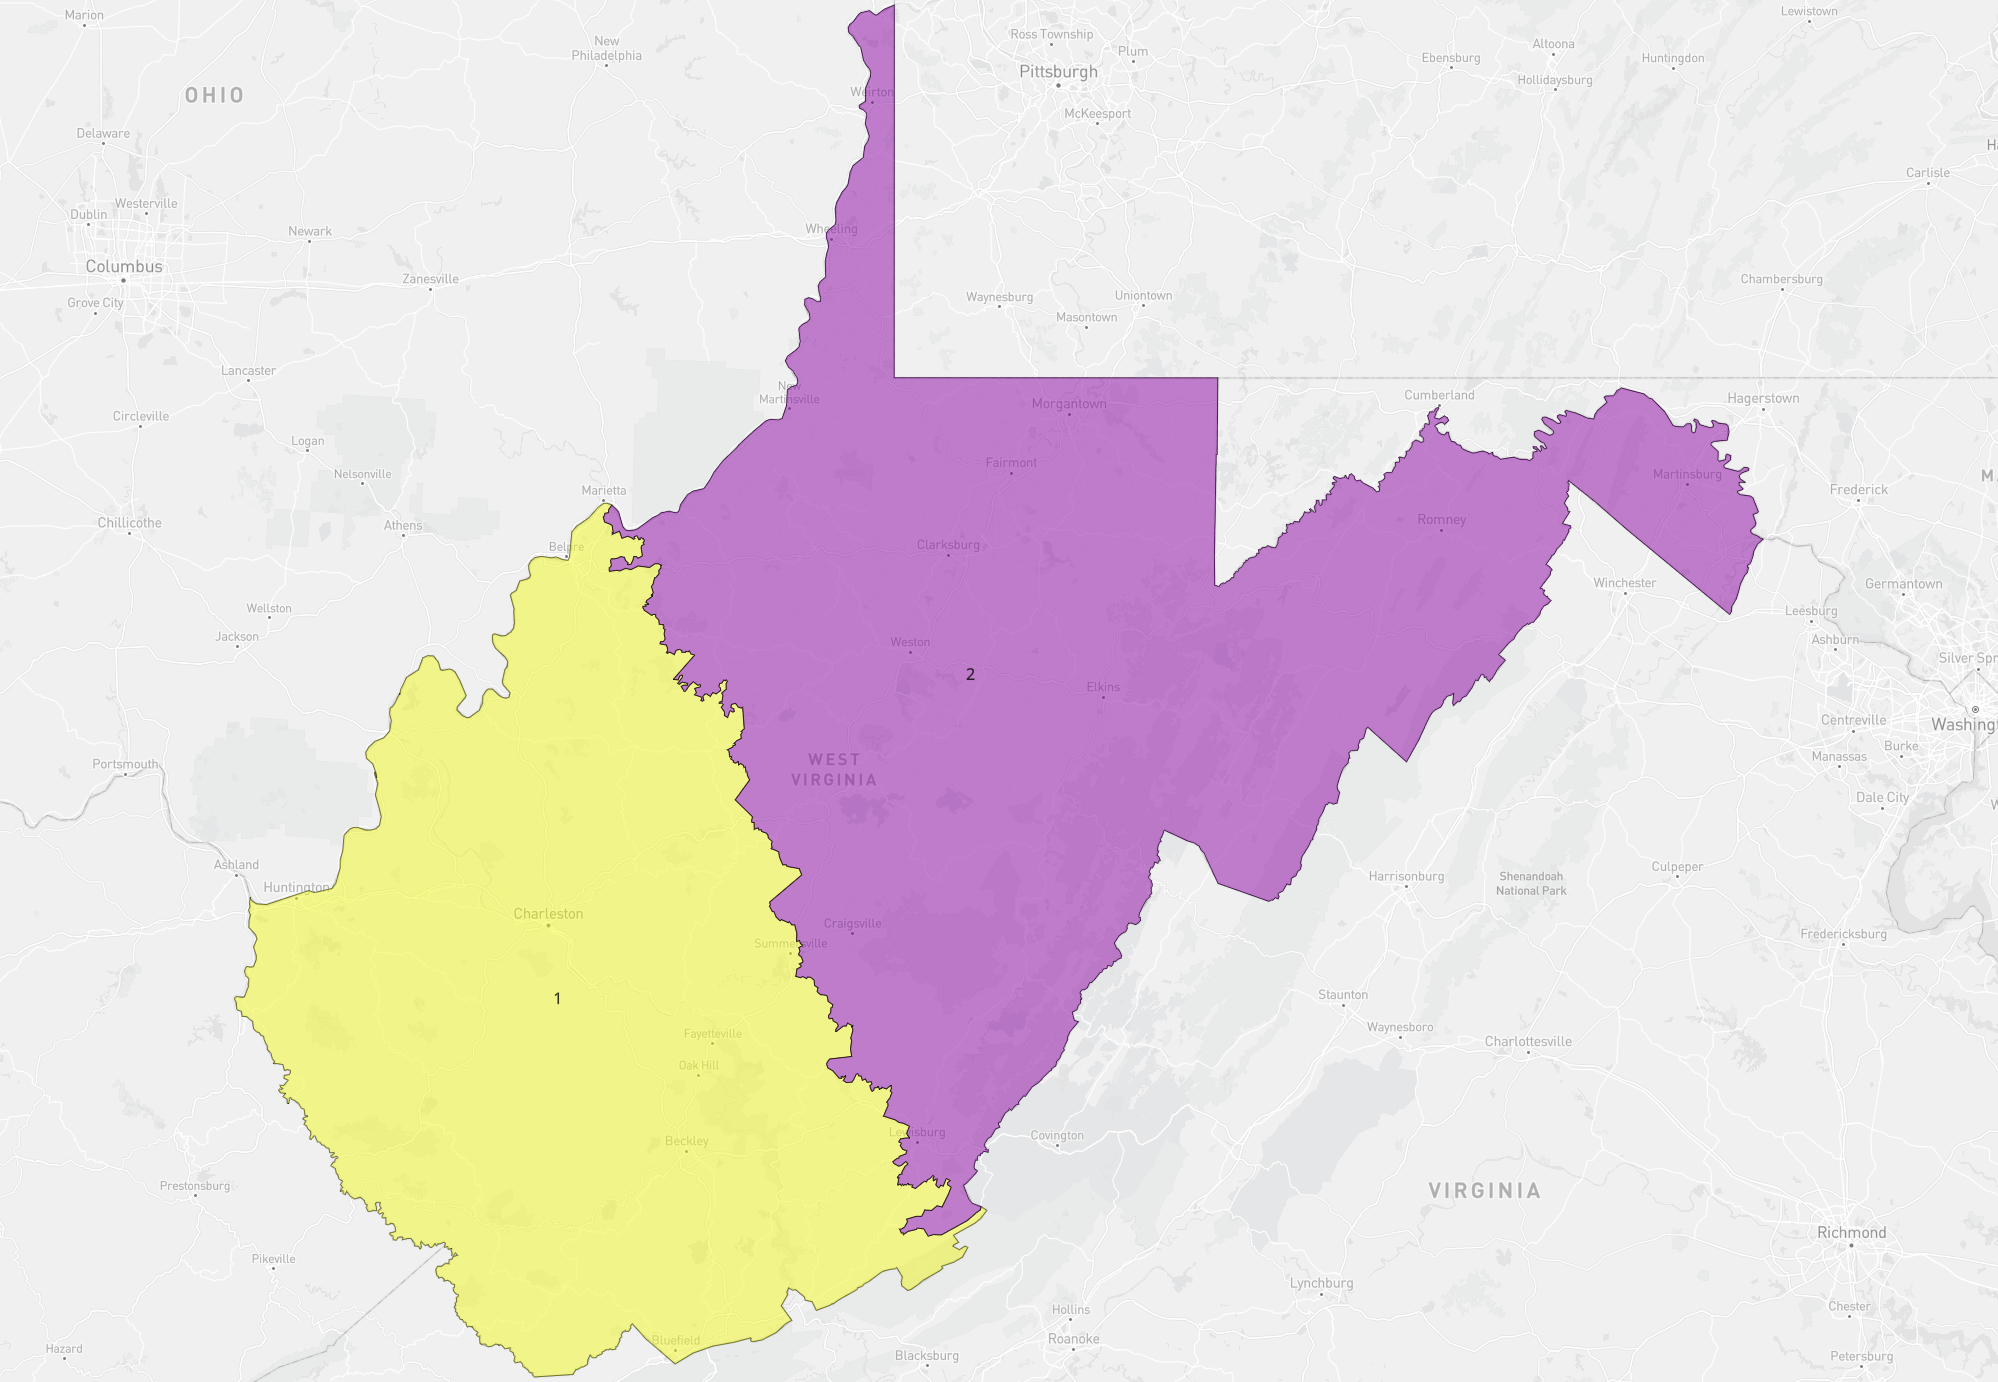 Marion
Lewistown
Ross Township
New
Philadelphia
Altoona
Plum
Ebensburg
Huntingdon
Pittsburgh
Hollidaysburg
OHIO
Weirton
McKeesport
Delaware
Carlisle
Westerville
Dublin
Newark
Wheeling
Columbus
Zanesville
Chambersburg
Grove City
Waynesburg
Uniontown
Masontown
Lancaster
New
Martinsville
Cumberland
Hagerstown
Morgantown
Circleville
Logan
Fairmont
Nelsonville
Martinsburg
Marietta
Frederick
Chillicothe
Athens
Romney
Belpre
Clarksburg
Winchester
Germantown
Wellston
Leesburg
Jackson
Weston
Ashburn
Silver Spr
2
Elkins
Centreville
Washingt
WEST
VIRGINIA
Burke
Manassas
Portsmouth
Dale City
Ashland
Huntington
Culpeper
Harrisonburg
Shenandoah
National Park
Charleston
Craigsville
Summersville
Fredericksburg
1
Staunton
Waynesboro
Fayetteville
Charlottesville
Oak Hill
Lewisburg
Covington
Beckley
Prestonsburg
VIRGINIA
Richmond
Pikeville
Lynchburg
Hollins
Chester
Bluefield
Roanoke
Hazard
Blacksburg
Petersburg